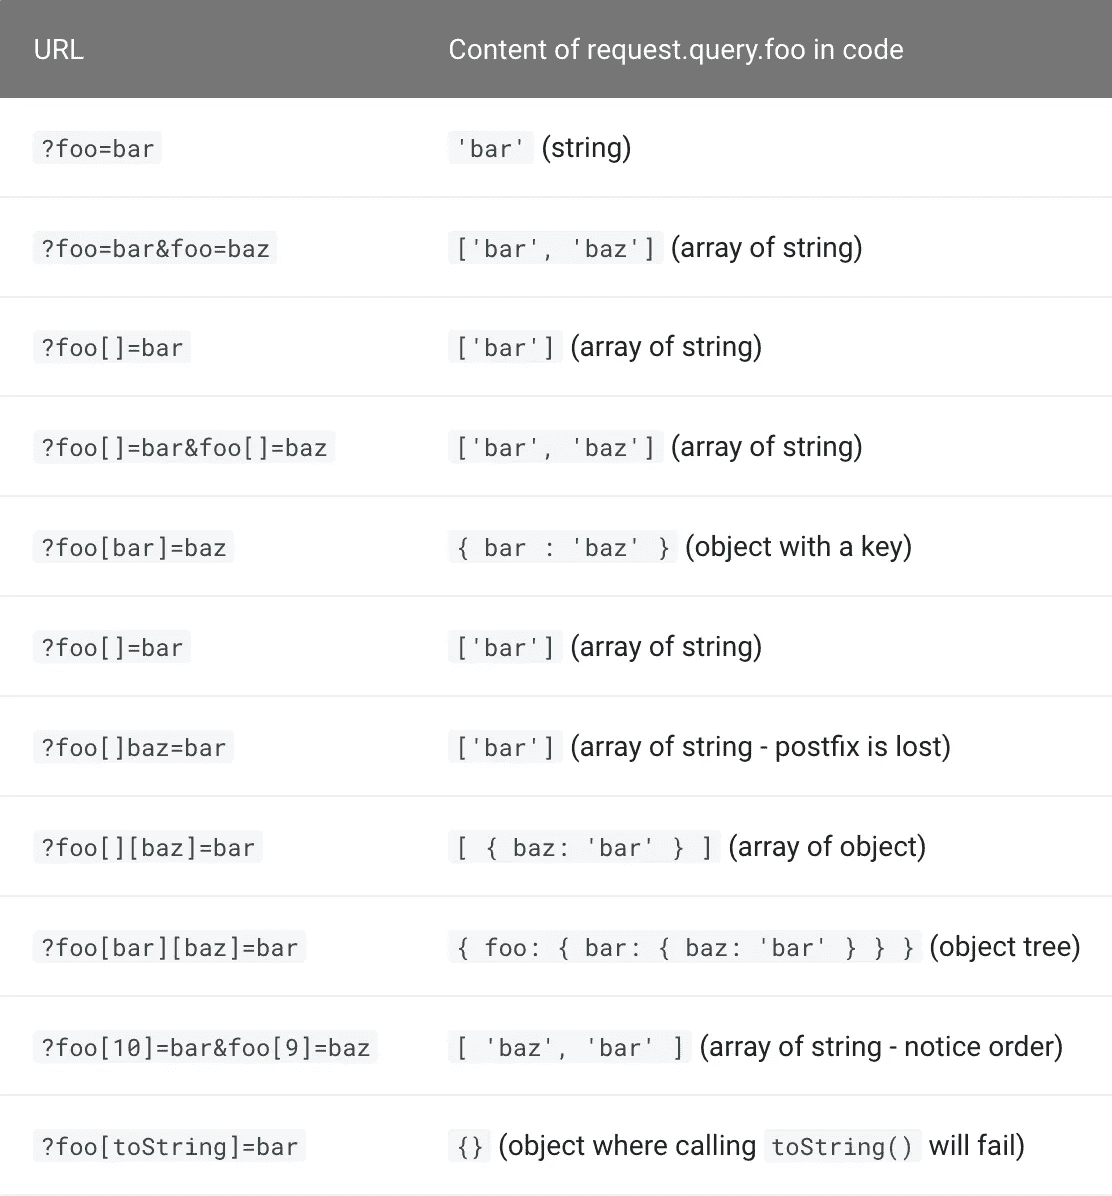 URL Content of request.query.foo in code
?foo=bar 'bar' (string)
?foo=bar&foo=baz ['bar', 'baz'] (array of string)
?foo[]=bar ['bar'] (array of string)
?foo[]=bar&foo[]=baz ['bar', 'baz'] (array of string)
?foo[bar]=baz { bar : 'baz' } (object with a key)
?foo[]=bar ['bar'] (array of string)
?foo[]baz=bar ['bar'] (array of string - postfix is lost)
?foo[][baz]=bar [ { baz: 'bar' } ] (array of object)
?foo[bar][baz]=bar { foo: { bar: { baz: 'bar' } } } (object tree)
?foo[10]=bar&foo[9]=baz [ 'baz', 'bar' ] (array of string - notice order)
?foo[toString]=bar {} (object where calling toString() will fail)